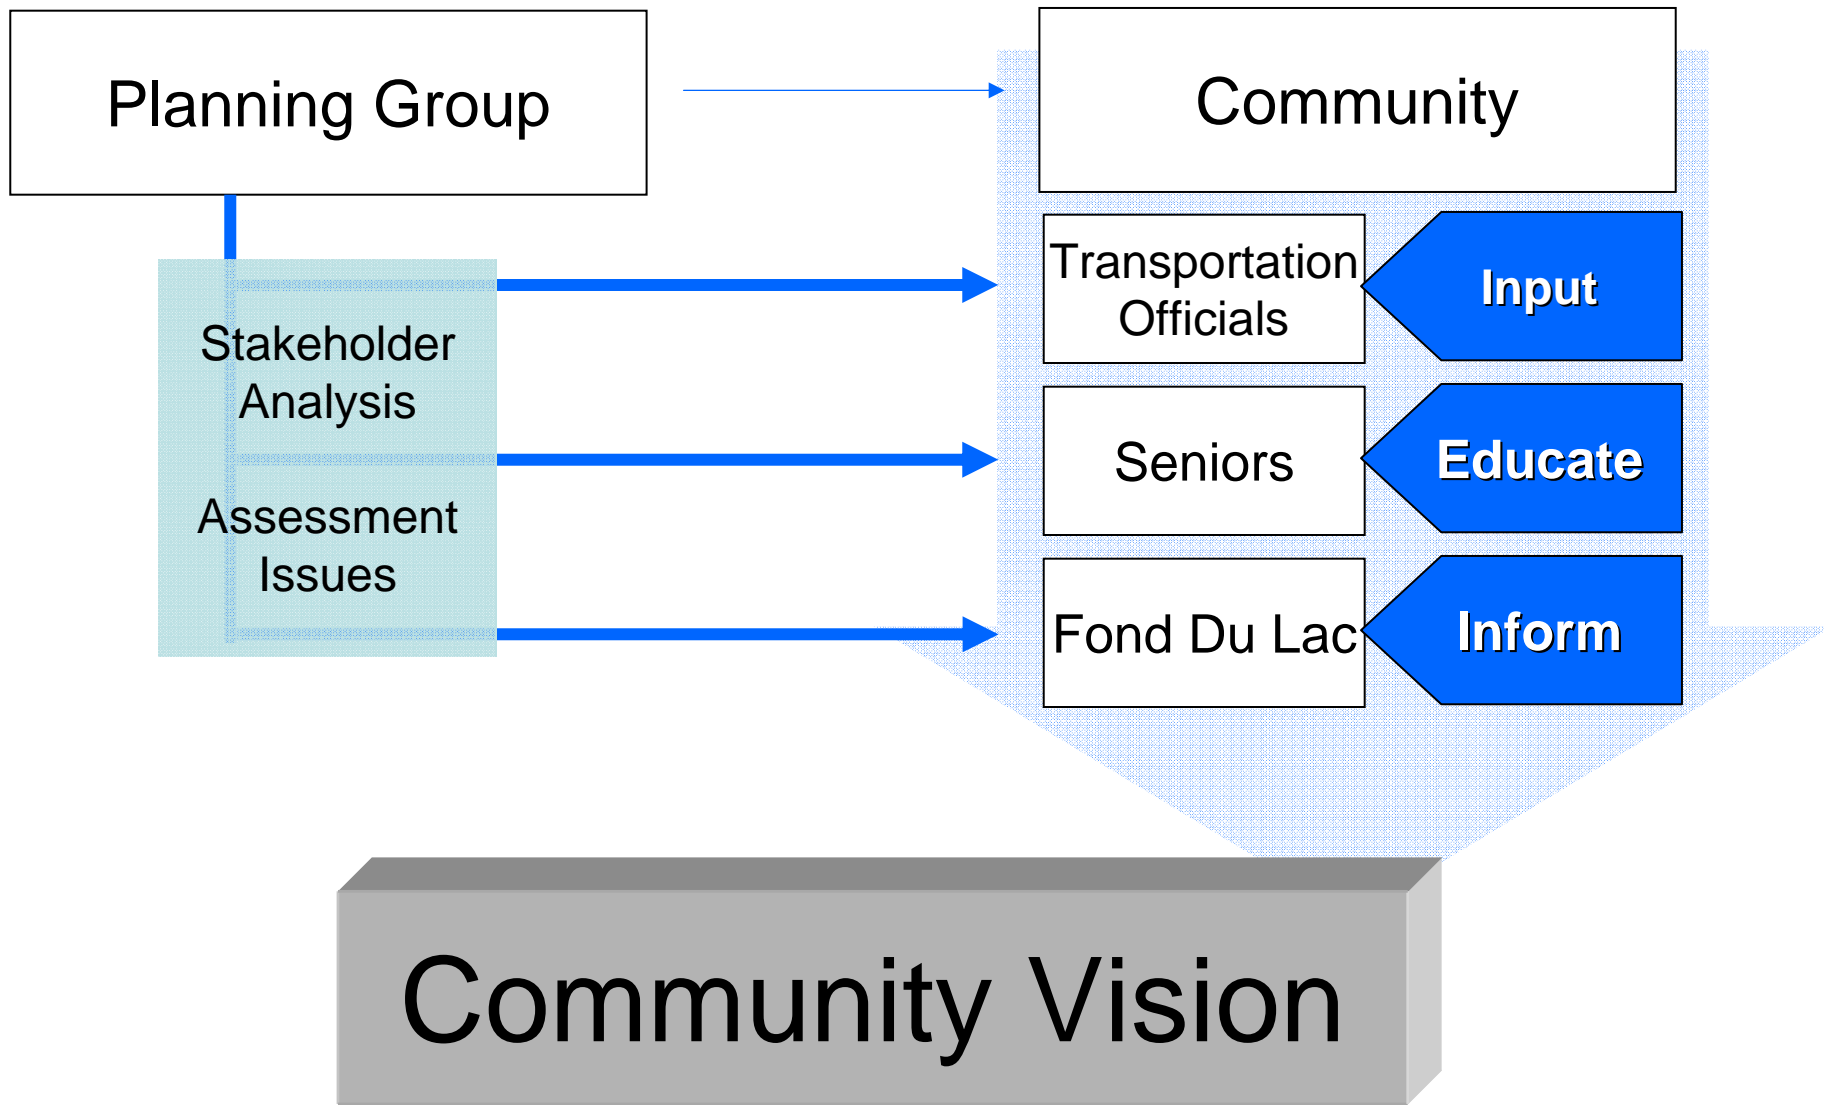 Planning Group
Community
Stakeholder
Analysis
Assessment
Issues
Transportation
Officials
Input
Seniors
Educate
Fond Du Lac
Inform
Community Vision